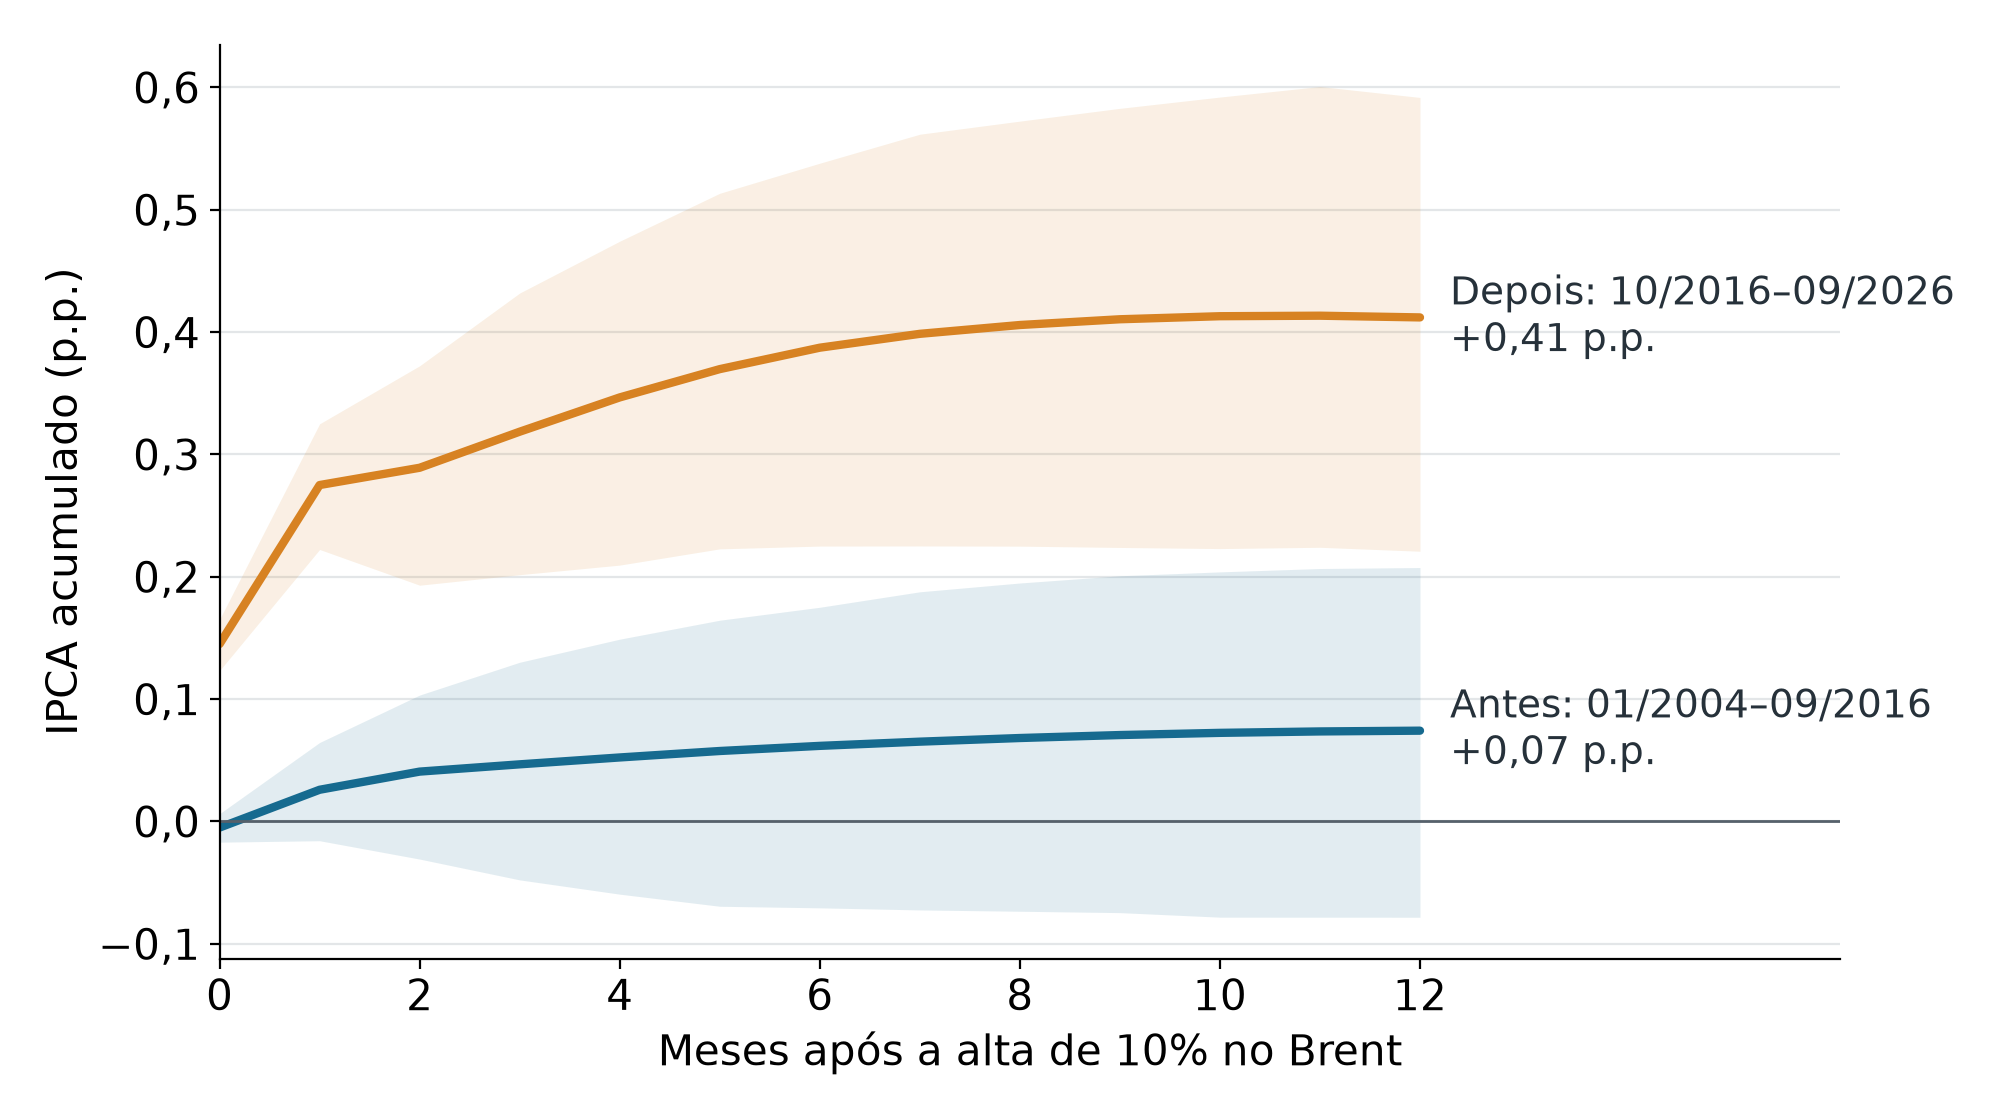 IPCA acumulado (p.p.)
0,6
0,5
0,4
0,3
0,2
0,1
0,0
−0,1
Depois: 10/2016–09/2026
+0,41 p.p.
Antes: 01/2004–09/2016
+0,07 p.p.
0 2 4 6 8 10 12
Meses após a alta de 10% no Brent